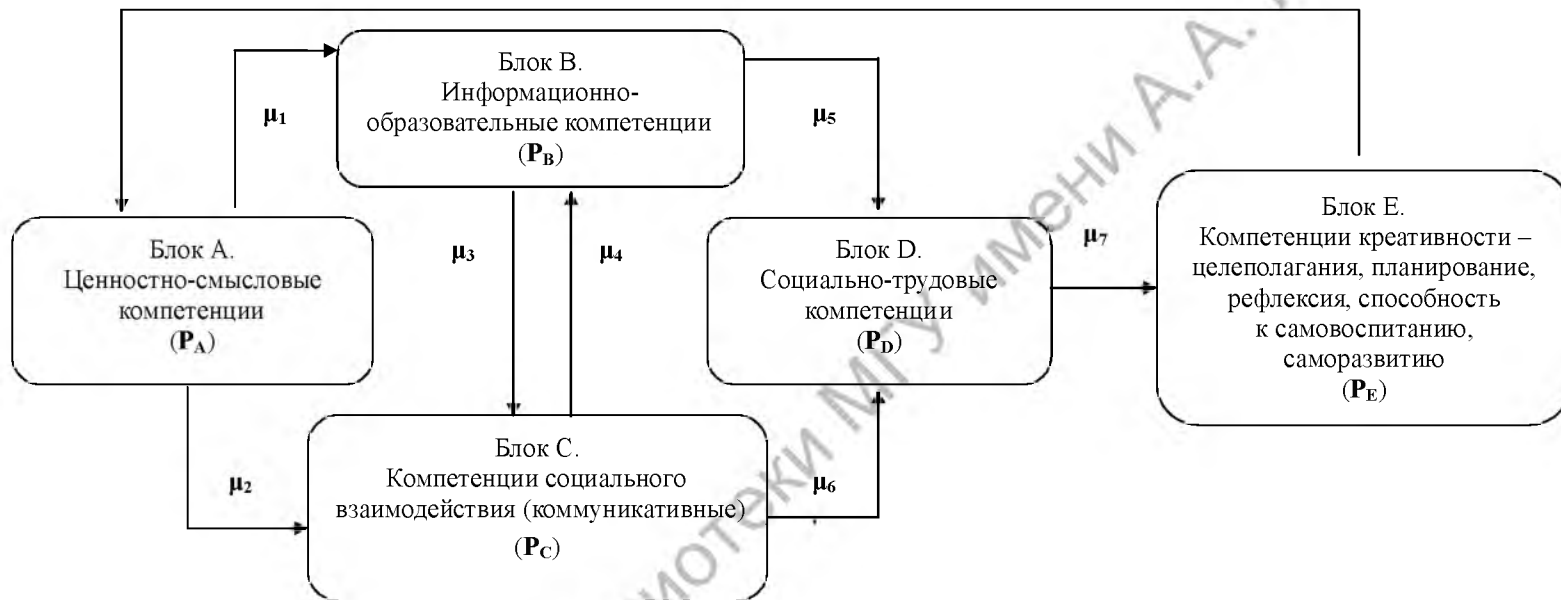 Блок B.
Информационно-
образовательные компетенции
(P_B)
μ1
μ5
Блок A.
Ценностно-смысловые
компетенции
(P_A)
μ3
μ4
Блок D.
Социально-трудовые
компетенции
(P_D)
μ7
Блок E.
Компетенции креативности –
целеполагания, планирование,
рефлексия, способность
к самовоспитанию,
саморазвитию
(P_E)
μ2
Блок C.
Компетенции социального
взаимодействия (коммуникативные)
(P_C)
μ6
МГУ имени А.А.